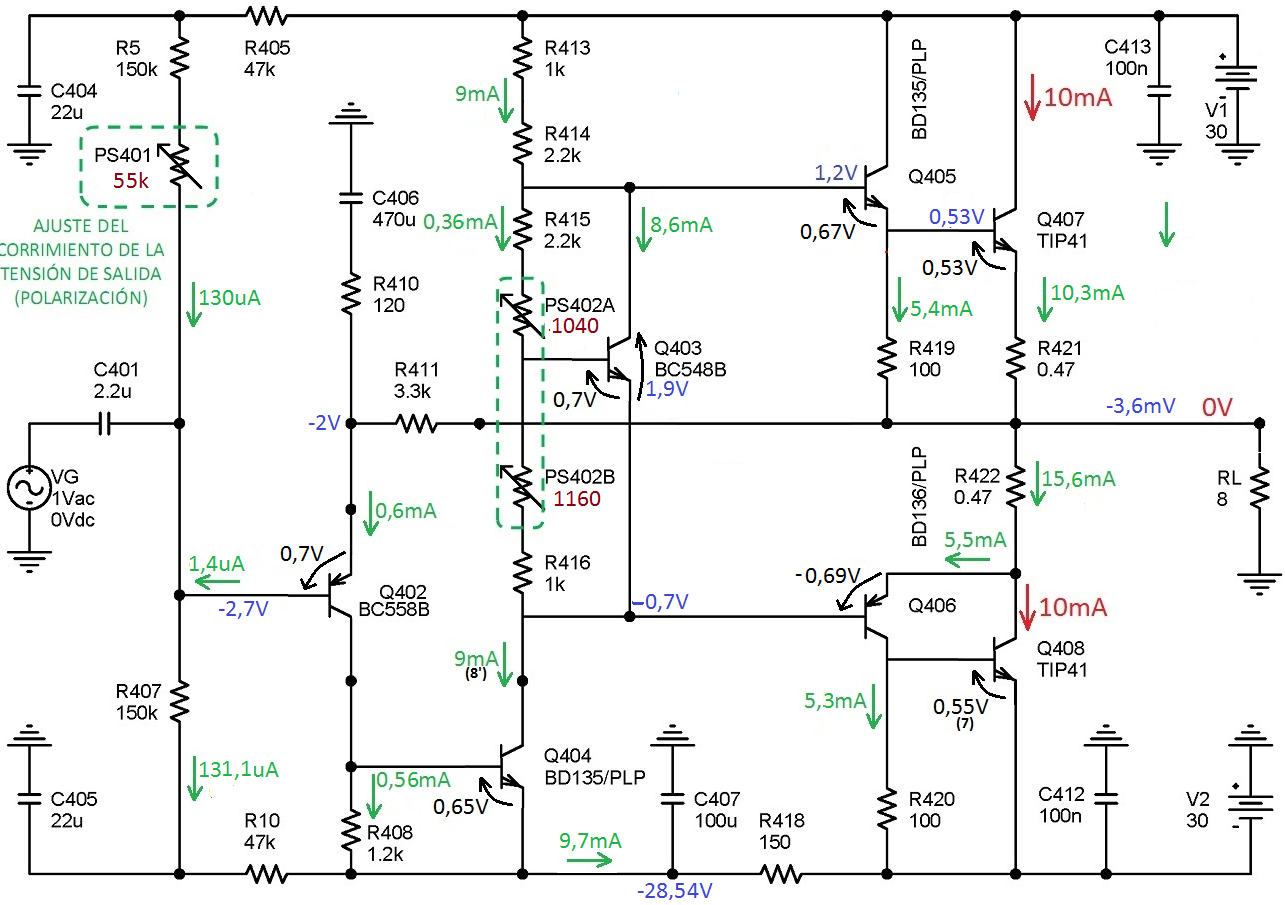 R5
150k
R405
47k
C404
22u
PS401
55k
AJUSTE DEL
CORRIMIENTO DE LA
TENSIÓN DE SALIDA
(POLARIZACIÓN)
130uA
C401
2.2u
VG
1Vac
0Vdc
1,4uA
-2,7V
R407
150k
131,1uA
C405
22u
R10
47k
C406
470u
R410
120
R411
3.3k
-2V
0,6mA
0,7V
Q402
BC558B
0,56mA
R408
1.2k
R413
1k
9mA
R414
2.2k
0,36mA
R415
2.2k
8,6mA
PS402A
1040
Q403
BC548B
0,7V
1,9V
PS402B
1160
R416
1k
-0,7V
9mA
(8')
Q404
BD135/PLP
0,65V
9,7mA
-28,54V
C407
100u
R418
150
BD135/PLP
1,2V
Q405
0,67V
0,53V
Q407
TIP41
0,53V
10mA
5,4mA
10,3mA
R419
100
R421
0.47
-3,6mV
0V
BD136/PLP
R422
0.47
15,6mA
5,5mA
-0,69V
Q406
10mA
Q408
TIP41
0,55V
(7)
5,3mA
R420
100
C412
100n
V2
30
RL
8
C413
100n
V1
30